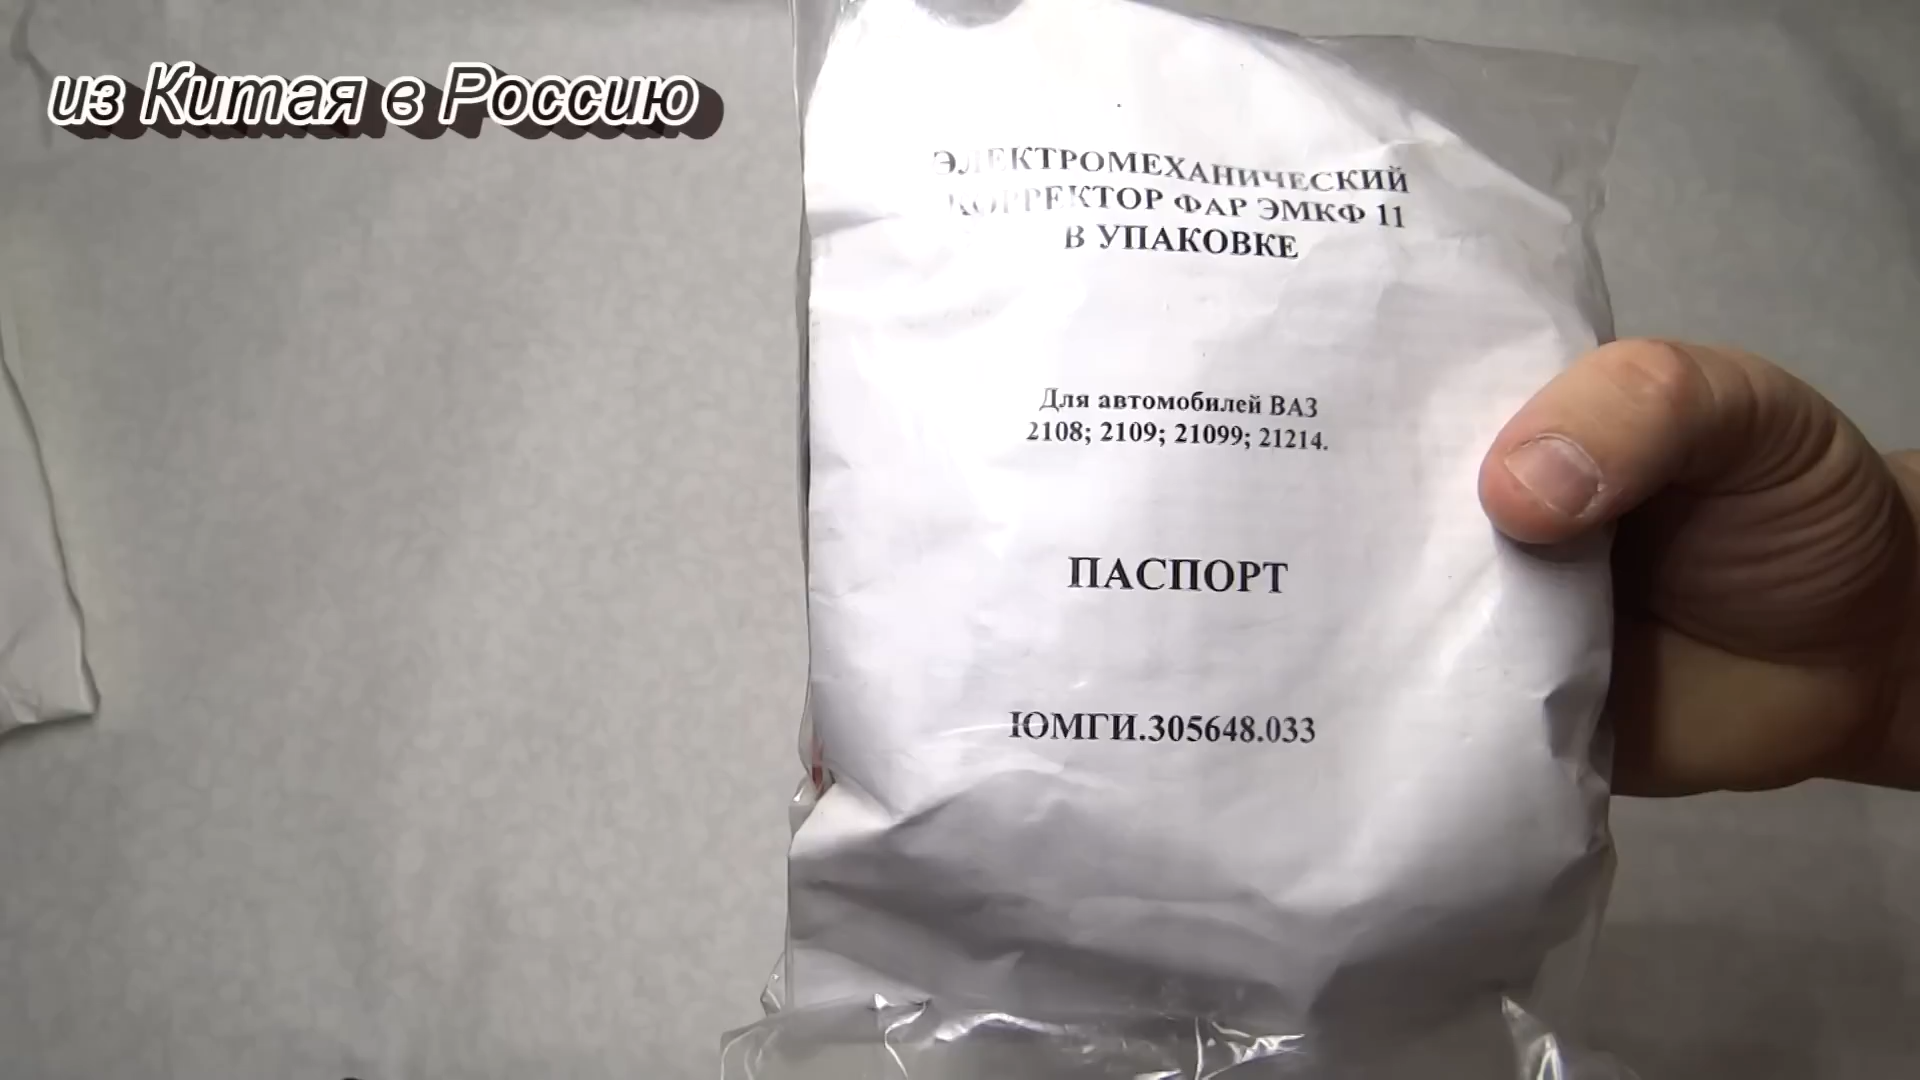 из Китая в Россию
ЭЛЕКТРОМЕХАНИЧЕСКИЙ
КОРРЕКТОР ФАР ЭМКФ 11
В УПАКОВКЕ
Для автомобилей ВАЗ
2108; 2109; 21099; 21214.
ПАСПОРТ
ЮМГИ.305648.033